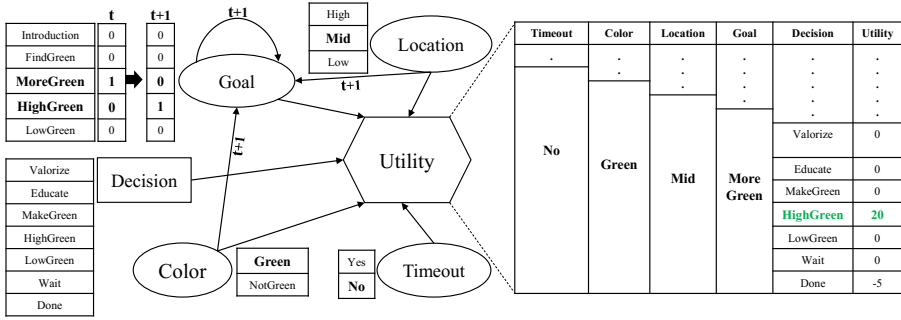 t t+1
Introduction 0 0
FindGreen 0 0
MoreGreen 1 0
HighGreen 0 1
LowGreen 0 0
t+1
Goal
High
Mid
Low
Location
t+1
t+1
Valorize
Educate
MakeGreen
HighGreen
LowGreen
Wait
Done
Decision
Utility
Color
Green
NotGreen
Yes
No
Timeout
Timeout Color Location Goal Decision Utility
. . . . . .
. . . . .
. . . .
. . .
. .
No Green Mid More Green
Valorize 0
Educate 0
MakeGreen 0
HighGreen 20
LowGreen 0
Wait 0
Done -5